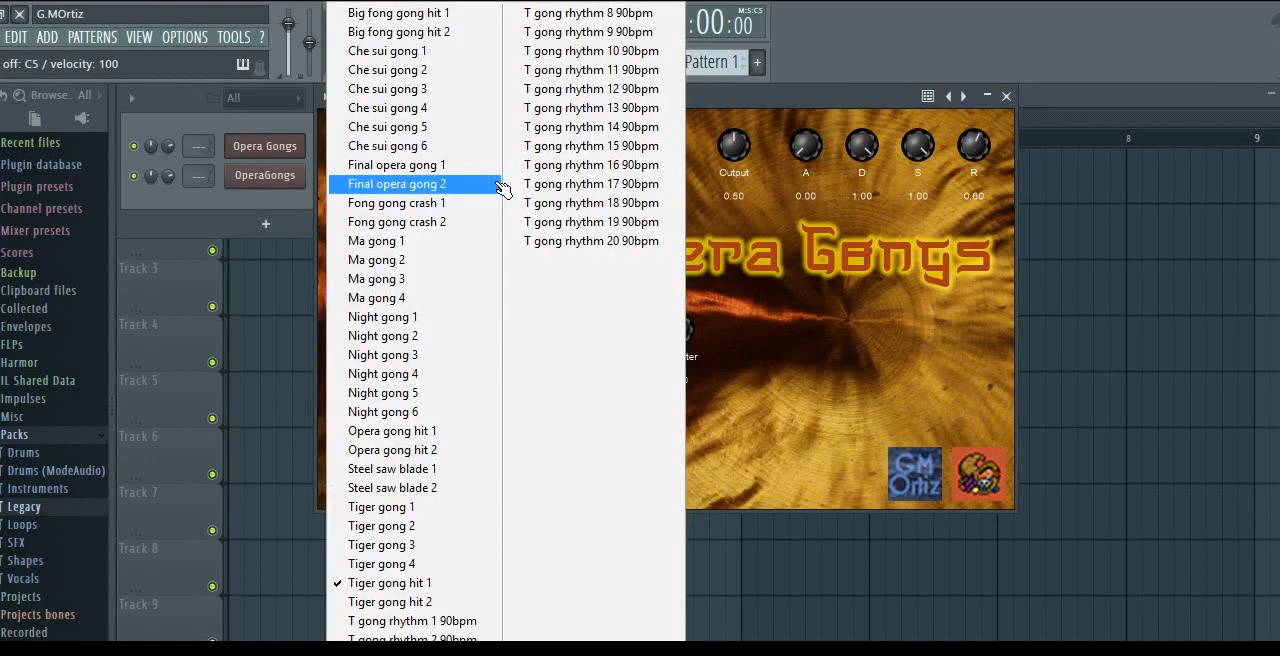 G.MOrtiz
EDIT ADD PATTERNS VIEW OPTIONS TOOLS ?
off: C5 / velocity: 100
Browse.. All
Recent files
Plugin database
Plugin presets
Channel presets
Mixer presets
Scores
Backup
Clipboard files
Collected
Envelopes
FLPs
Harmor
IL Shared Data
Impulses
Misc
Packs
Drums
Drums (ModeAudio)
Instruments
Legacy
Loops
SFX
Shapes
Vocals
Projects
Projects bones
Recorded
All
--- Opera Gongs
--- OperaGongs
+
Track 3
Track 4
Track 5
Track 6
Track 7
Track 8
Track 9
Big fong gong hit 1
Big fong gong hit 2
Che sui gong 1
Che sui gong 2
Che sui gong 3
Che sui gong 4
Che sui gong 5
Che sui gong 6
Final opera gong 1
Final opera gong 2
Fong gong crash 1
Fong gong crash 2
Ma gong 1
Ma gong 2
Ma gong 3
Ma gong 4
Night gong 1
Night gong 2
Night gong 3
Night gong 4
Night gong 5
Night gong 6
Opera gong hit 1
Opera gong hit 2
Steel saw blade 1
Steel saw blade 2
Tiger gong 1
Tiger gong 2
Tiger gong 3
Tiger gong 4
Tiger gong hit 1
Tiger gong hit 2
T gong rhythm 1 90bpm
T gong rhythm 2 90bpm
T gong rhythm 8 90bpm
T gong rhythm 9 90bpm
T gong rhythm 10 90bpm
T gong rhythm 11 90bpm
T gong rhythm 12 90bpm
T gong rhythm 13 90bpm
T gong rhythm 14 90bpm
T gong rhythm 15 90bpm
T gong rhythm 16 90bpm
T gong rhythm 17 90bpm
T gong rhythm 18 90bpm
T gong rhythm 19 90bpm
T gong rhythm 20 90bpm
:00:00 M:S:CS
Pattern 1 +
Output A D S R
0.50 0.00 1.00 1.00 0.60
era Gongs
ter
GM
Ortiz
8 9